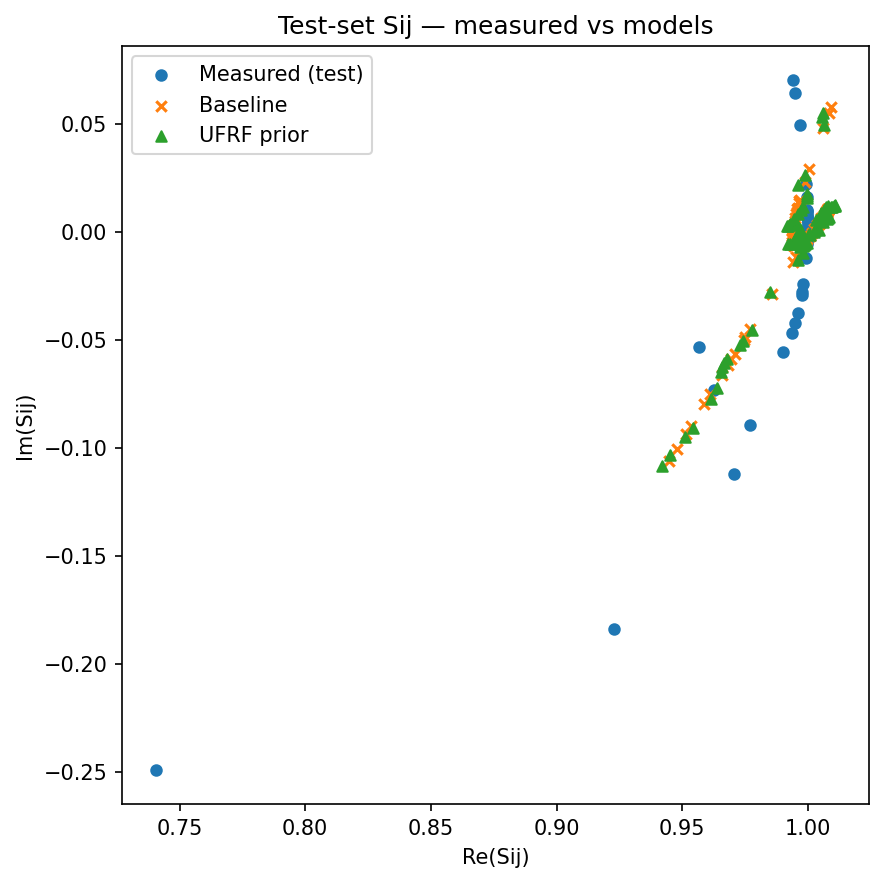 Test-set Sij — measured vs models
Measured (test)
Baseline
UFRF prior
0.05
0.00
−0.05
−0.10
−0.15
−0.20
−0.25
Im(Sij)
0.75 0.80 0.85 0.90 0.95 1.00
Re(Sij)